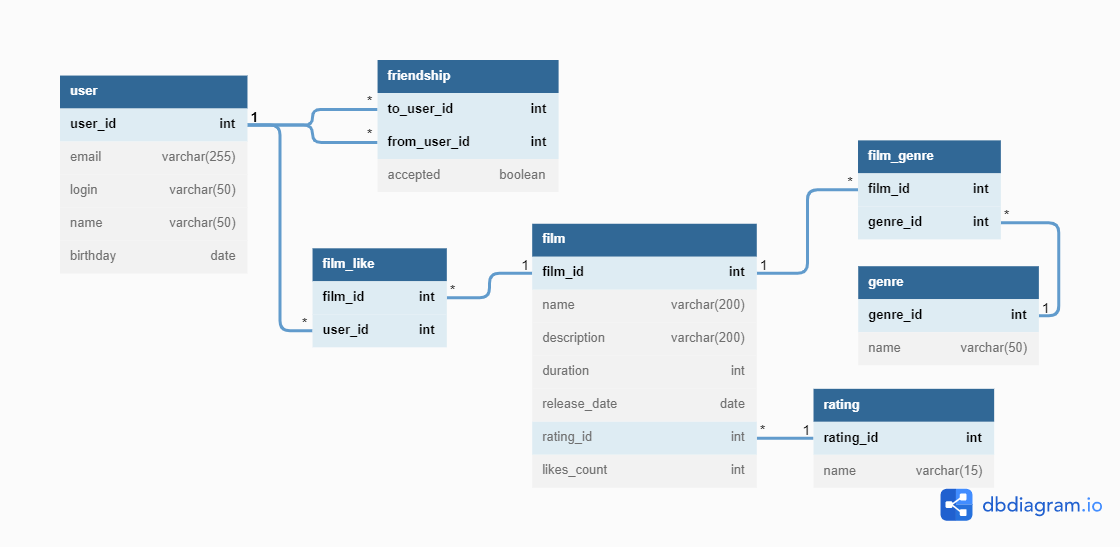 user
user_id int
email varchar(255)
login varchar(50)
name varchar(50)
birthday date
1
friendship
* to_user_id int
* from_user_id int
accepted boolean
film_like
film_id int *
* user_id int
film
1 film_id int 1
name varchar(200)
description varchar(200)
duration int
release_date date
rating_id int *
likes_count int
film_genre
* film_id int
genre_id int *
genre
genre_id int 1
name varchar(50)
rating
1 rating_id int
name varchar(15)
dbdiagram.io